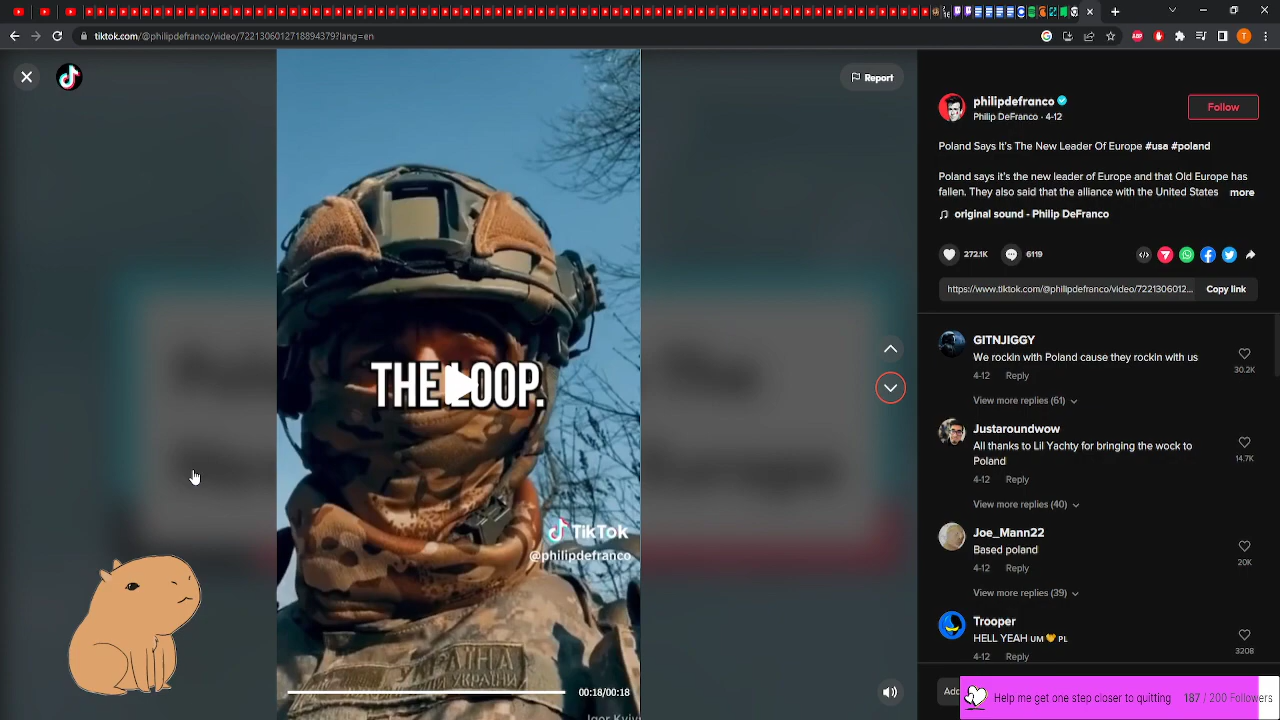 tiktok.com/@philipdefranco/video/7221306012718894379?lang=en
Report
THE LOOP.
TikTok
@philipdefranco
УКРАЇНА
00:18/00:18
philipdefranco
Philip DeFranco · 4-12
Follow
Poland Says It's The New Leader Of Europe #usa #poland
Poland says it's the new leader of Europe and that Old Europe has
fallen. They also said that the alliance with the United States more
original sound - Philip DeFranco
272.1K
6119
https://www.tiktok.com/@philipdefranco/video/7221306012...
Copy link
GITNJIGGY
We rockin with Poland cause they rockin with us
4-12 Reply
30.2K
View more replies (61)
Justaroundwow
All thanks to Lil Yachty for bringing the wock to
Poland
14.7K
4-12 Reply
View more replies (40)
Joe_Mann22
Based poland
20K
4-12 Reply
View more replies (39)
Trooper
HELL YEAH UM 💛 PL
3208
4-12 Reply
Help me get one step closer to quitting 187 / 200 Follow